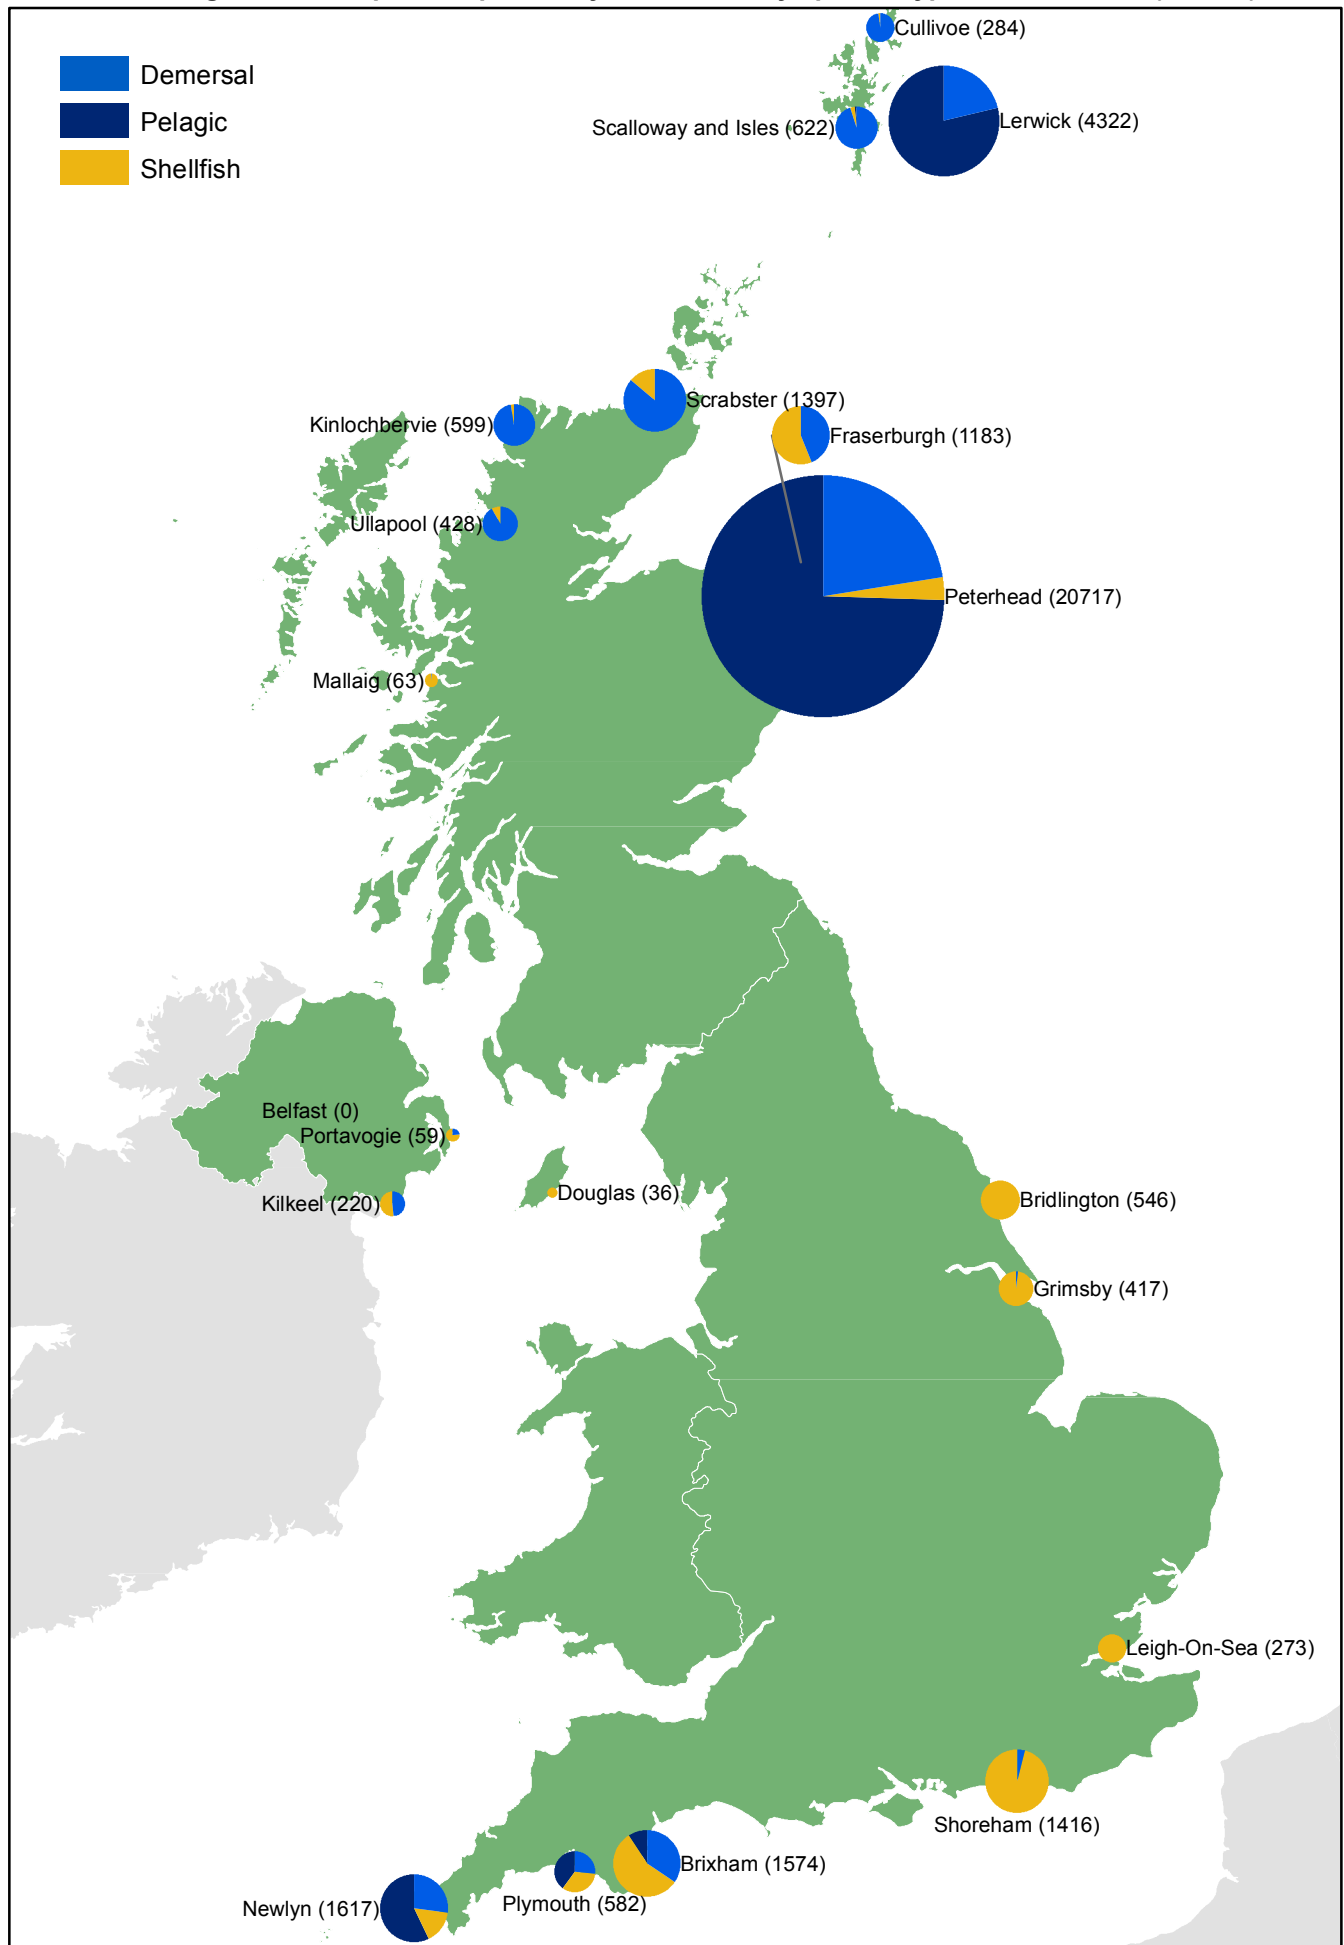 Cullivoe (284)
Demersal
Pelagic
Shellfish
Scalloway and Isles (622)
Lerwick (4322)
Scrabster (1397)
Kinlochbervie (599)
Fraserburgh (1183)
Ullapool (428)
Peterhead (20717)
Mallaig (63)
Belfast (0)
Portavogie (59)
Douglas (36)
Kilkeel (220)
Bridlington (546)
Grimsby (417)
Leigh-On-Sea (273)
Shoreham (1416)
Brixham (1574)
Plymouth (582)
Newlyn (1617)